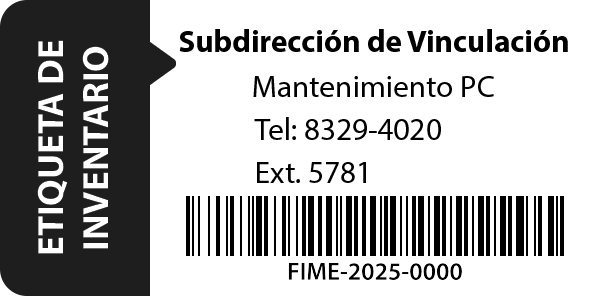 ETIQUETA DE
INVENTARIO
Subdirección de Vinculación
Mantenimiento PC
Tel: 8329-4020
Ext. 5781
FIME-2025-0000